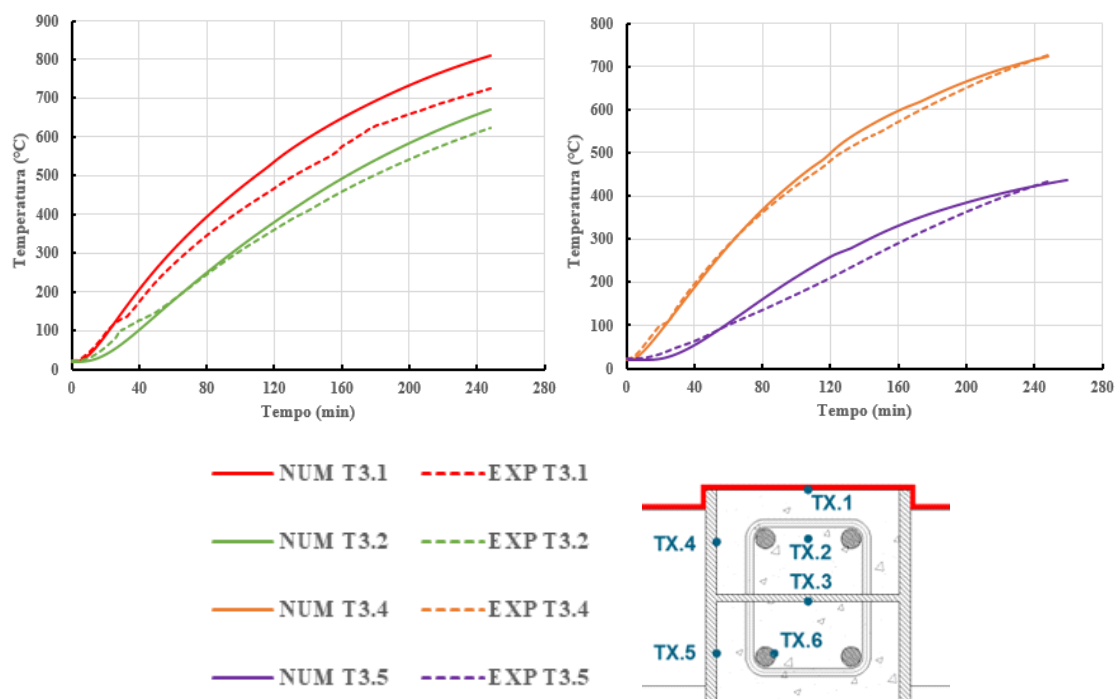 900
800
700
600
500
400
300
200
100
0
Temperatura (°C)
0 40 80 120 160 200 240 280
Tempo (min)
800
700
600
500
400
300
200
100
0
Temperatura (°C)
0 40 80 120 160 200 240 280
Tempo (min)
NUM T3.1 EXP T3.1
NUM T3.2 EXP T3.2
NUM T3.4 EXP T3.4
NUM T3.5 EXP T3.5
TX.1
TX.4 TX.2
TX.3
TX.5 TX.6